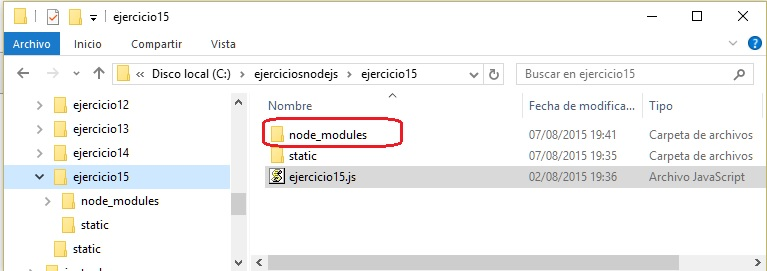 ejercicio15
Archivo Inicio Compartir Vista
« Disco local (C:) > ejerciciosnodejs > ejercicio15
Buscar en ejercicio15
ejercicio12
ejercicio13
ejercicio14
ejercicio15
node_modules
static
static
Nombre Fecha de modifica... Tipo
node_modules 07/08/2015 19:41 Carpeta de archivos
static 07/08/2015 19:35 Carpeta de archivos
ejercicio15.js 02/08/2015 19:36 Archivo JavaScript